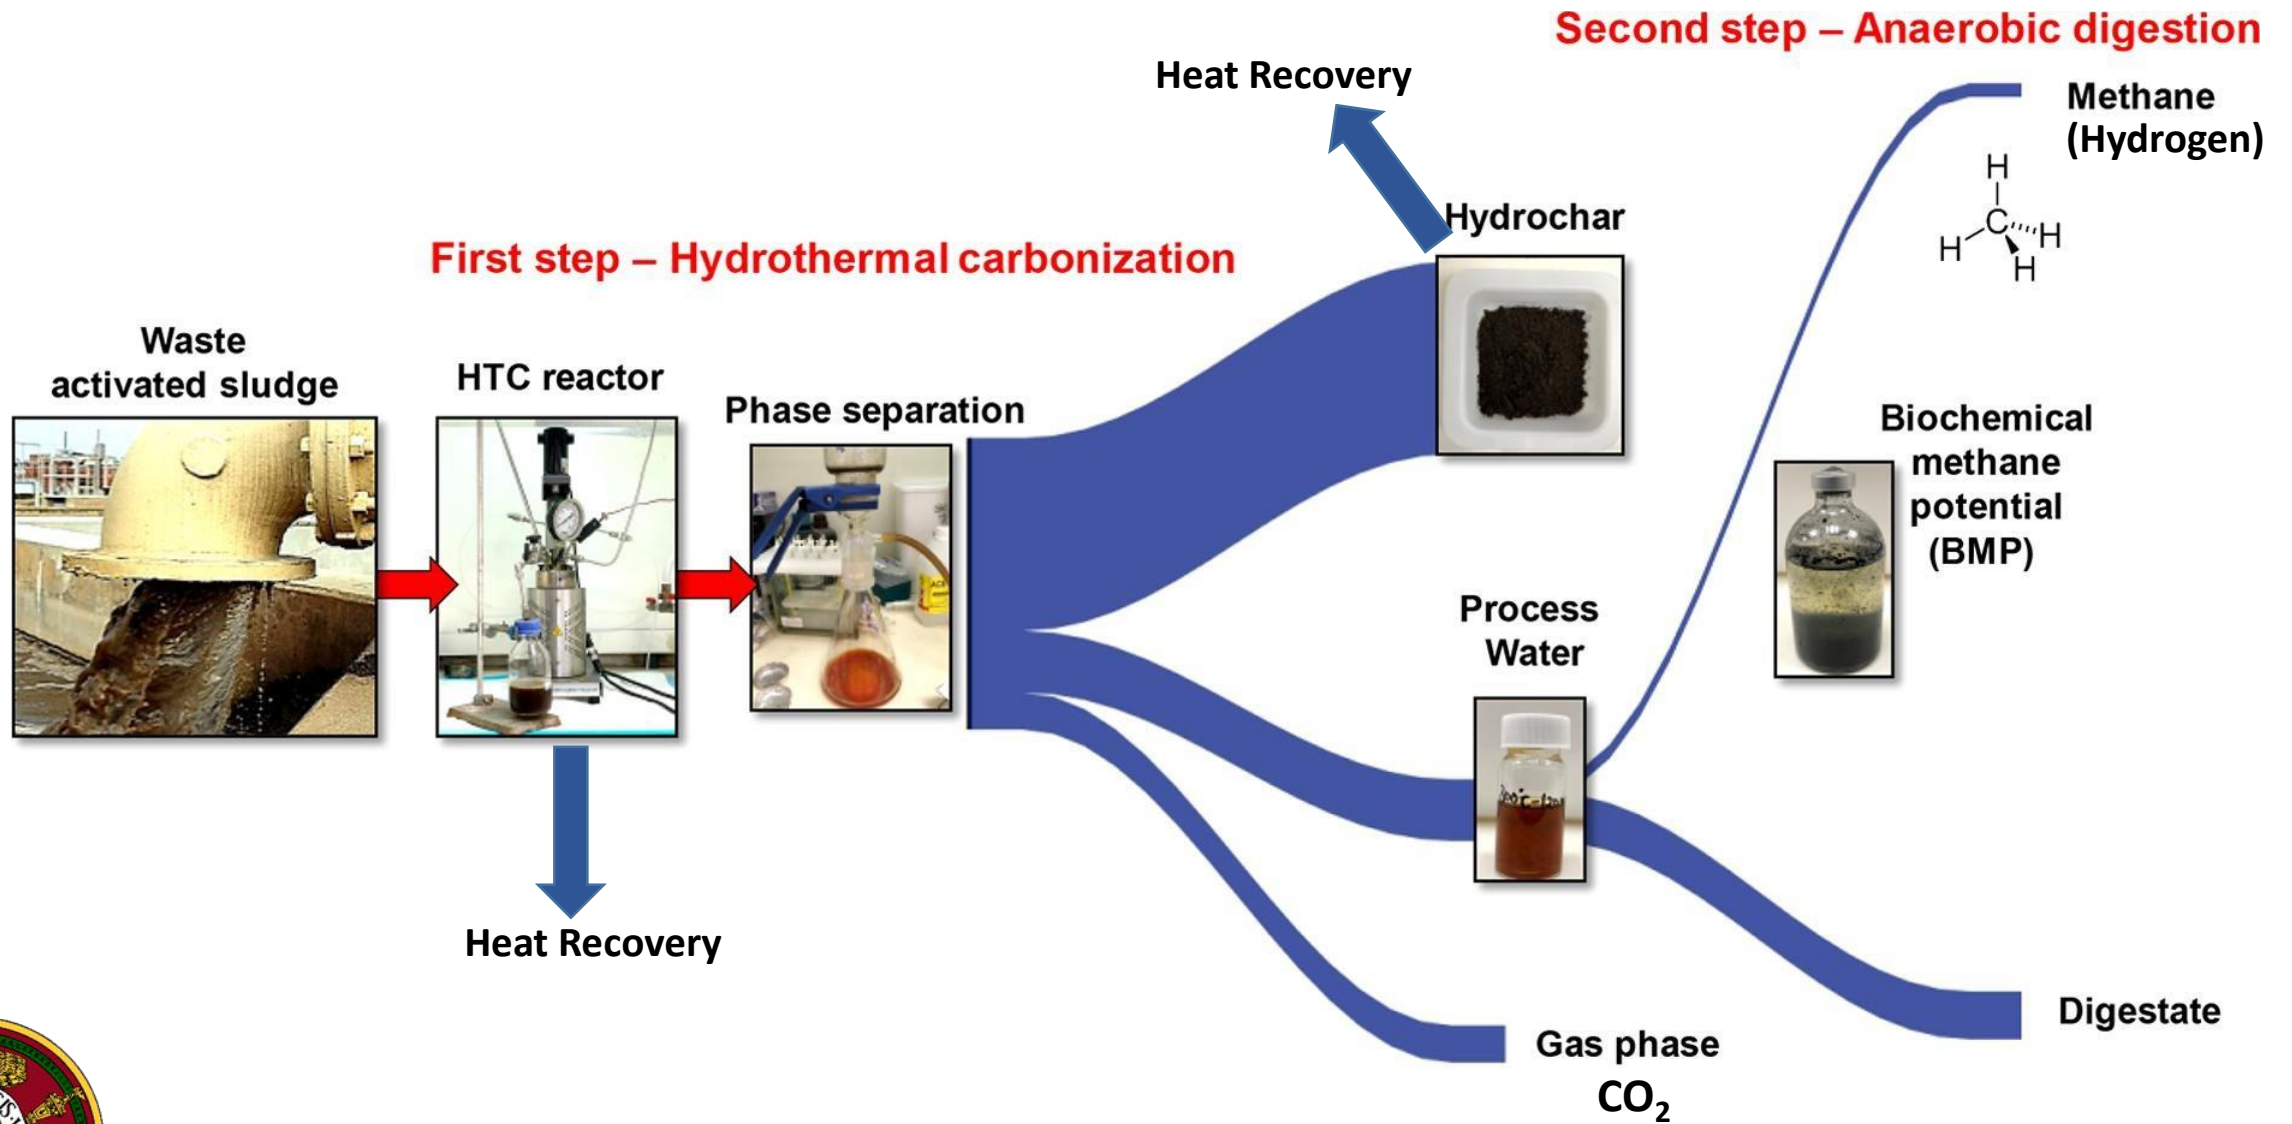 Second step – Anaerobic digestion
Heat Recovery
Methane
(Hydrogen)
H
C
H
H
H
Hydrochar
First step – Hydrothermal carbonization
Waste
activated sludge
HTC reactor
Phase separation
Biochemical
methane
potential
(BMP)
Process
Water
Heat Recovery
Digestate
Gas phase
CO₂